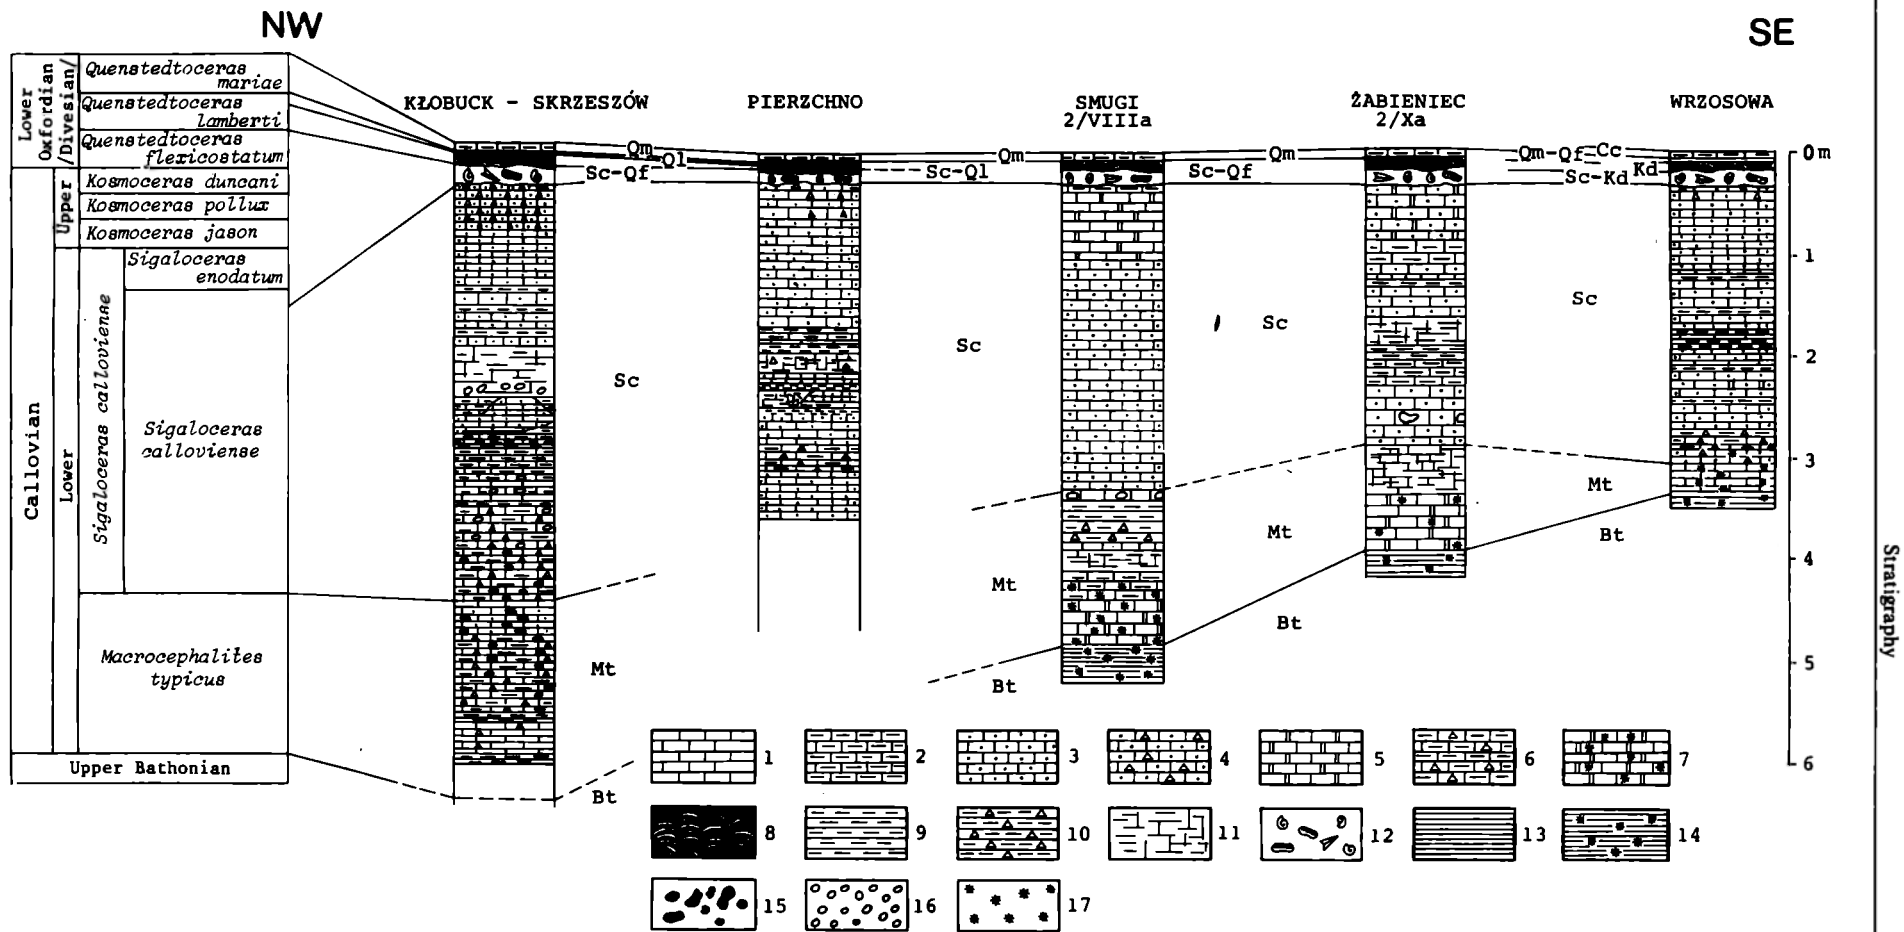 NW
SE
Lower
Oxfordian
/Divesian/
Quenstedtoceras
mariae
Quenstedtoceras
lamberti
Quenstedtoceras
flexicostatum
Callovian
Upper
Kosmoceras duncani
Kosmoceras pollux
Kosmoceras jason
Lower
Sigaloceras calloviense
Sigaloceras
enodatum
Sigaloceras
calloviense
Macrocephalites
typicus
Upper Bathonian
KŁOBUCK - SKRZESZÓW
PIERZCHNO
SMUGI
2/VIIIa
ŻABIENIEC
2/Xa
WRZOSOWA
Qm
Ql
Sc-Qf
Qm
Sc-Ql
Qm
Sc-Qf
Qm-Qf
Cc
Kd
Sc-Kd
Sc
Sc
Sc
Sc
Mt
Mt
Mt
Mt
Bt
Bt
Bt
Bt
0 m
1
2
3
4
5
6
1
2
3
4
5
6
7
8
9
10
11
12
13
14
15
16
17
Stratigraphy